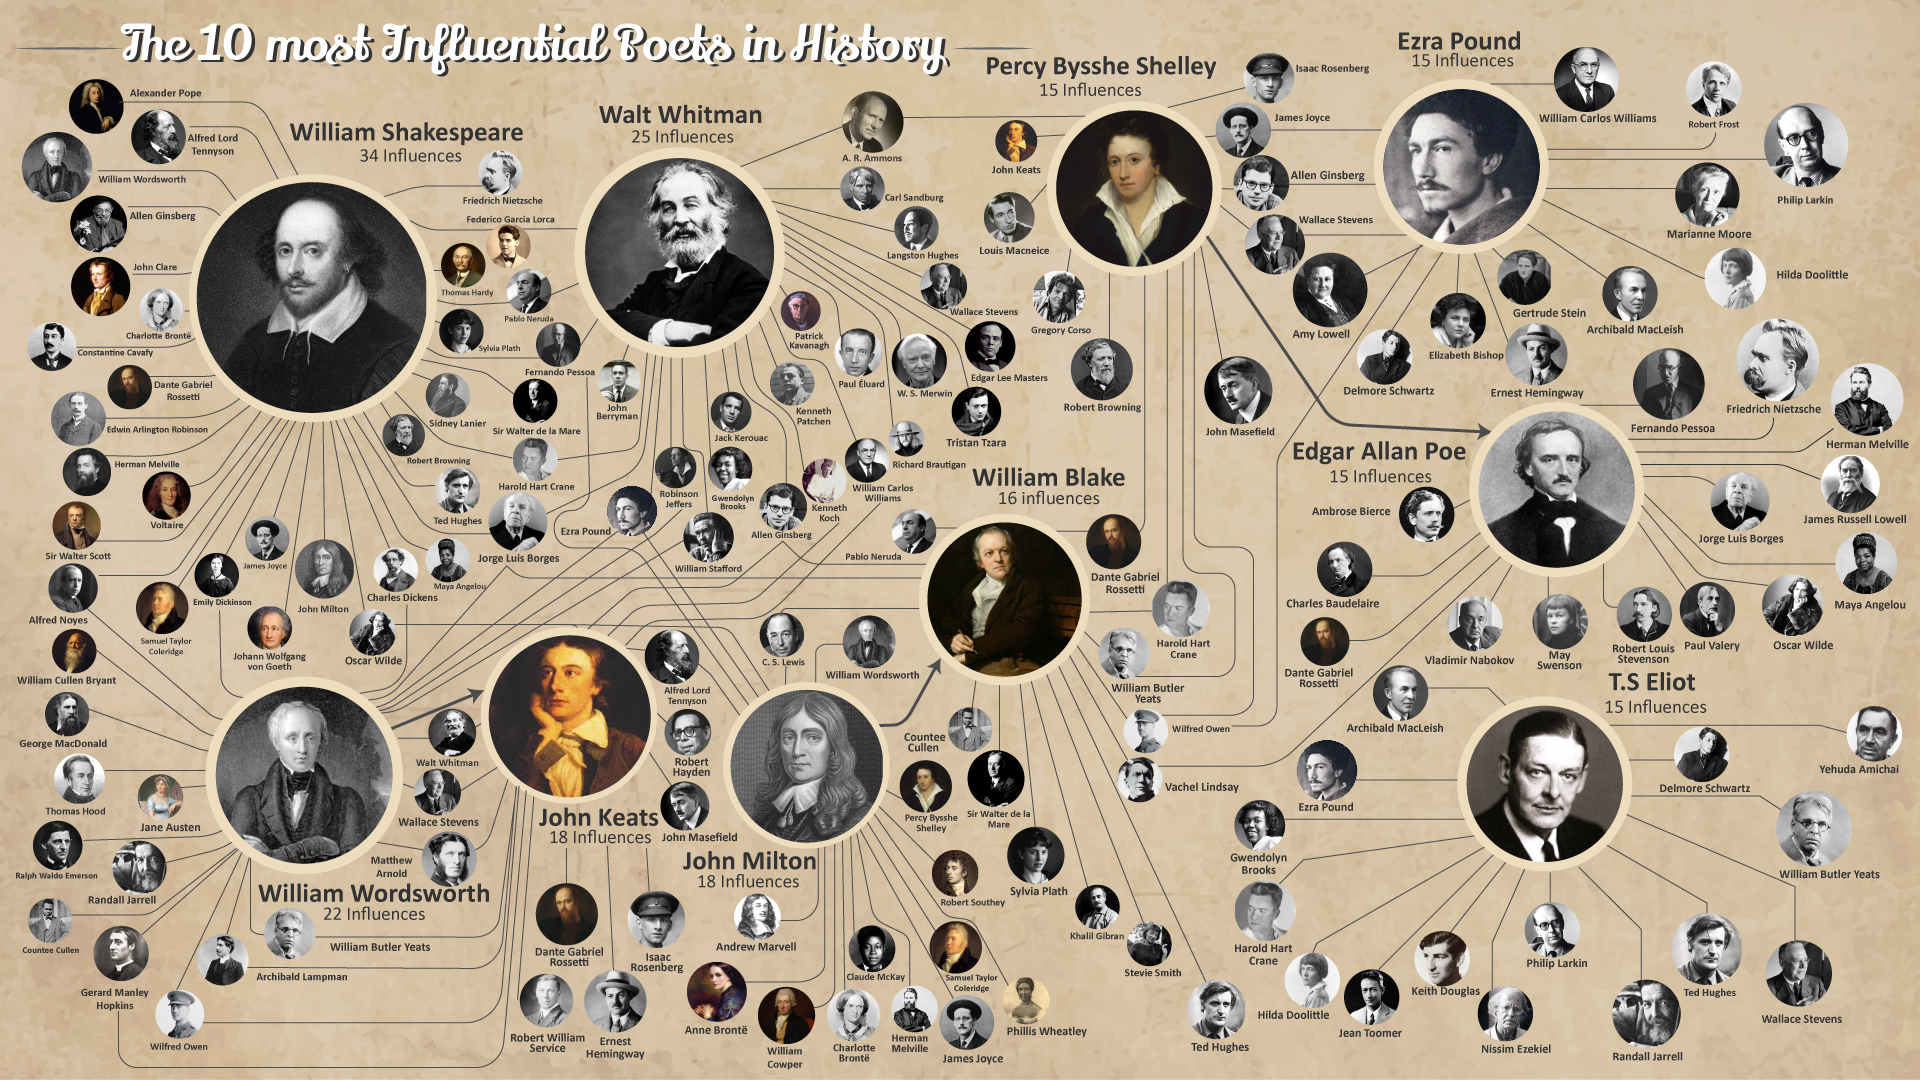 The 10 most Influential Poets in History
William Shakespeare
34 Influences
Alexander Pope
Alfred Lord
Tennyson
William Wordsworth
Allen Ginsberg
John Clare
Charlotte Brontë
Constantine Cavafy
Dante Gabriel
Rossetti
Edwin Arlington Robinson
Herman Melville
Voltaire
Sir Walter Scott
Alfred Noyes
Samuel Taylor
Coleridge
Emily Dickinson
James Joyce
Johann Wolfgang
von Goeth
John Milton
Oscar Wilde
Charles Dickens
Maya Angelou
Jorge Luis Borges
Ted Hughes
Harold Hart Crane
Robert Browning
Sir Walter de la Mare
Sidney Lanier
Fernando Pessoa
Sylvia Plath
Pablo Neruda
Thomas Hardy
Federico Garcia Lorca
Friedrich Nietzsche
Walt Whitman
25 Influences
A. R. Ammons
Carl Sandburg
Langston Hughes
Wallace Stevens
Edgar Lee Masters
Tristan Tzara
W. S. Merwin
Paul Éluard
Patrick
Kavanagh
Kenneth
Patchen
Richard Brautigan
William Carlos
Williams
Kenneth
Koch
Jack Kerouac
Gwendolyn
Brooks
Allen Ginsberg
Robinson
Jeffers
William Stafford
Ezra Pound
John
Berryman
Pablo Neruda
Percy Bysshe Shelley
15 Influences
John Keats
Louis Macneice
Gregory Corso
Robert Browning
John Masefield
Isaac Rosenberg
James Joyce
Allen Ginsberg
Wallace Stevens
Ezra Pound
15 Influences
William Carlos Williams
Robert Frost
Philip Larkin
Marianne Moore
Hilda Doolittle
Archibald MacLeish
Gertrude Stein
Ernest Hemingway
Elizabeth Bishop
Delmore Schwartz
Amy Lowell
Edgar Allan Poe
15 Influences
Fernando Pessoa
Friedrich Nietzsche
Herman Melville
James Russell Lowell
Jorge Luis Borges
Maya Angelou
Oscar Wilde
Paul Valery
Robert Louis
Stevenson
May
Swenson
Vladimir Nabokov
Dante Gabriel
Rossetti
Charles Baudelaire
Ambrose Bierce
William Blake
16 influences
Dante Gabriel
Rossetti
Harold Hart
Crane
William Butler
Yeats
Wilfred Owen
Vachel Lindsay
C. S. Lewis
William Wordsworth
Countee
Cullen
Percy Bysshe
Shelley
Sir Walter de la
Mare
Sylvia Plath
Khalil Gibran
Stevie Smith
Ted Hughes
T.S Eliot
15 Influences
Archibald MacLeish
Ezra Pound
Gwendolyn
Brooks
Harold Hart
Crane
Hilda Doolittle
Jean Toomer
Keith Douglas
Nissim Ezekiel
Philip Larkin
Randall Jarrell
Ted Hughes
Wallace Stevens
William Butler Yeats
Delmore Schwartz
Yehuda Amichai
William Wordsworth
22 Influences
William Cullen Bryant
George MacDonald
Thomas Hood
Jane Austen
Ralph Waldo Emerson
Randall Jarrell
Countee Cullen
Gerard Manley
Hopkins
Wilfred Owen
Archibald Lampman
William Butler Yeats
Matthew
Arnold
Wallace Stevens
Walt Whitman
John Keats
18 Influences
Alfred Lord
Tennyson
Robert
Hayden
John Masefield
Dante Gabriel
Rossetti
Isaac
Rosenberg
Robert William
Service
Ernest
Hemingway
John Milton
18 Influences
Andrew Marvell
Anne Brontë
William
Cowper
Charlotte
Brontë
Claude McKay
Herman
Melville
James Joyce
Samuel Taylor
Coleridge
Phillis Wheatley
Robert Southey